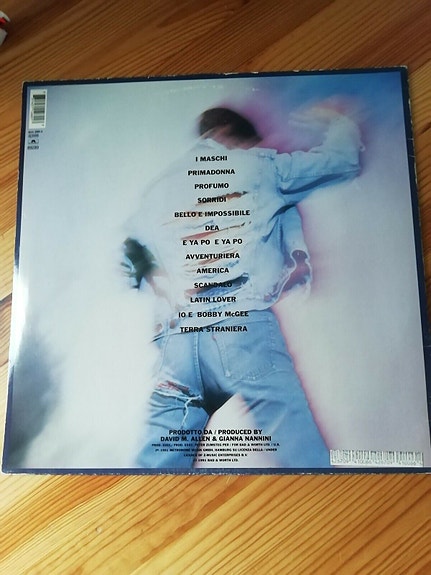 I MASCHI
PRIMADONNA
PROFUMO
SORRIDI
BELLO E IMPOSSIBILE
DEA
E YA PO E YA PO
AVVENTURIERA
AMERICA
SCANDALO
LATIN LOVER
IO E BOBBY McGEE
TERRA STRANIERA
PRODOTTO DA / PRODUCED BY
DAVID M. ALLEN & GIANNA NANNINI